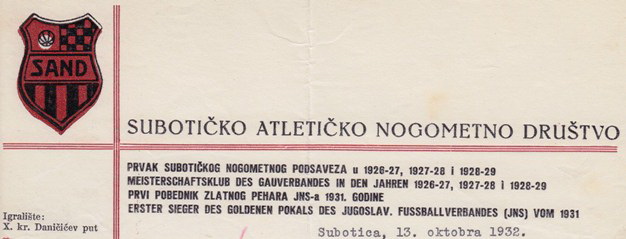 SAND
SUBOTIČKO ATLETIČKO NOGOMETNO DRUŠTVO
PRVAK SUBOTIČKOG NOGOMETNOG PODSAVEZA u 1926-27, 1927-28 i 1928-29
MEISTERSCHAFTSKLUB DES GAUVERBANDES IN DEN JAHREN 1926-27, 1927-28 i 1928-29
PRVI POBEDNIK ZLATNOG PEHARA JNS-a 1931. GODINE
ERSTER SIEGER DES GOLDENEN POKALS DES JUGOSLAV. FUSSBALLVERBANDES (JNS) VOM 1931
Igralište:
X. kr. Daničićev put
Subotica, 13. oktobra 1932.